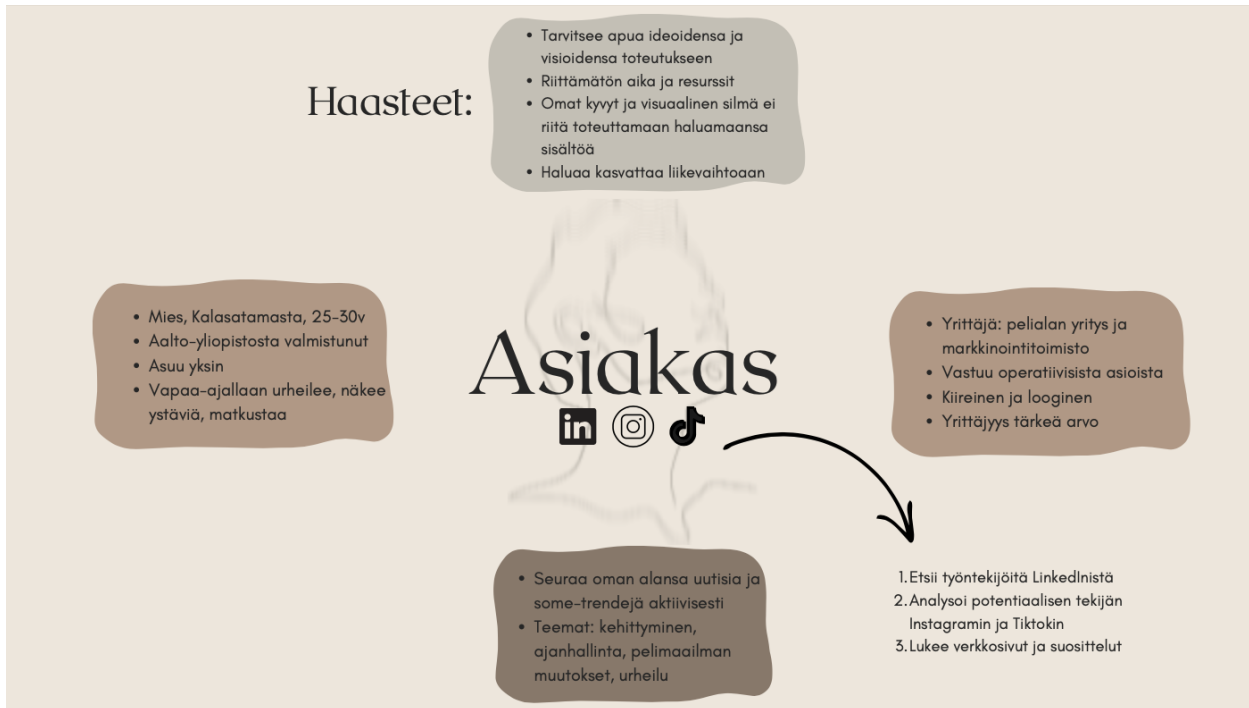 Haasteet:
• Tarvitsee apua ideoidensa ja
visioidensa toteutukseen
• Riittämätön aika ja resurssit
• Omat kyvyt ja visuaalinen silmä ei
riitä toteuttamaan haluamaansa
sisältöä
• Haluaa kasvattaa liikevaihtoaan
• Mies, Kalasatamasta, 25-30v
• Aalto-yliopistosta valmistunut
• Asuu yksin
• Vapaa-ajallaan urheilee, näkee
ystäviä, matkustaa
Asiakas
in
• Yrittäjä: pelialan yritys ja
markkinointitoimisto
• Vastuu operatiivisista asioista
• Kiireinen ja looginen
• Yrittäjyys tärkeä arvo
• Seuraa oman alansa uutisia ja
some-trendejä aktiivisesti
• Teemat: kehittyminen,
ajanhallinta, pelimaailman
muutokset, urheilu
1. Etsii työntekijöitä LinkedInistä
2. Analysoi potentiaalisen tekijän
Instagramin ja Tiktokin
3. Lukee verkkosivut ja suosittelut